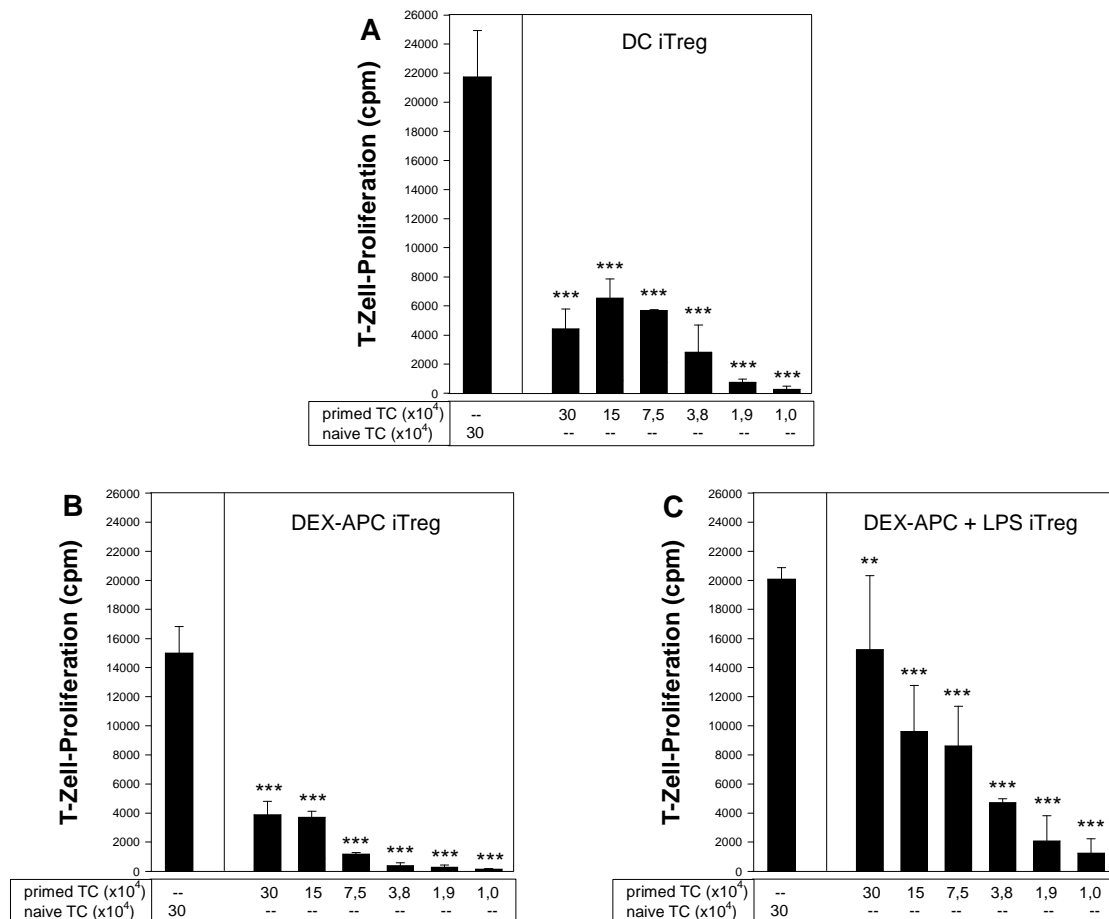 A
DC iTreg
T-Zell-Proliferation (cpm)
26000
24000
22000
20000
18000
16000
14000
12000
10000
8000
6000
4000
2000
0
*** *** *** *** *** ***
primed TC (x10⁴) -- 30 15 7,5 3,8 1,9 1,0
naive TC (x10⁴) 30 -- -- -- -- -- --
B
DEX-APC iTreg
T-Zell-Proliferation (cpm)
26000
24000
22000
20000
18000
16000
14000
12000
10000
8000
6000
4000
2000
0
*** *** *** *** *** ***
primed TC (x10⁴) -- 30 15 7,5 3,8 1,9 1,0
naive TC (x10⁴) 30 -- -- -- -- -- --
C
DEX-APC + LPS iTreg
T-Zell-Proliferation (cpm)
26000
24000
22000
20000
18000
16000
14000
12000
10000
8000
6000
4000
2000
0
** *** *** *** *** ***
primed TC (x10⁴) -- 30 15 7,5 3,8 1,9 1,0
naive TC (x10⁴) 30 -- -- -- -- -- --